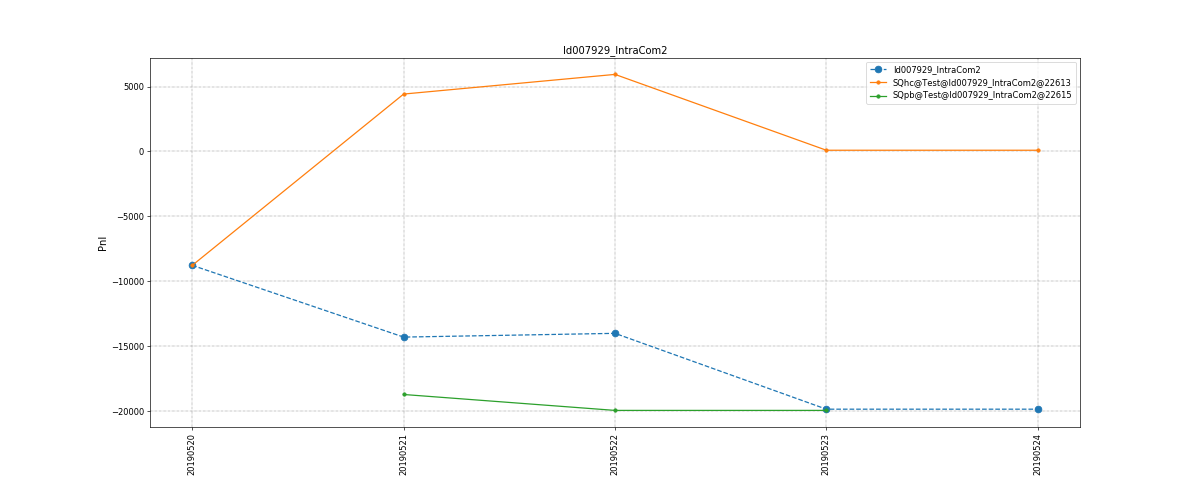 Id007929_IntraCom2
Id007929_IntraCom2
SQhc@Test@Id007929_IntraCom2@22613
SQpb@Test@Id007929_IntraCom2@22615
Pnl
5000
0
−5000
−10000
−15000
−20000
20190520
20190521
20190522
20190523
20190524